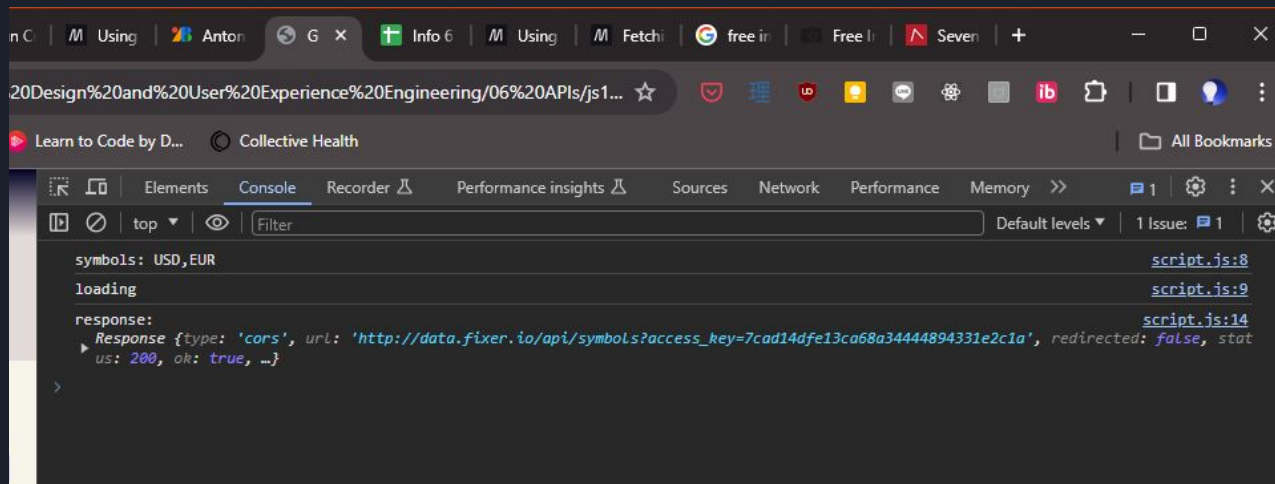 n C Using Anton G Info 6 Using Fetchi free in Free I Seven
%20Design%20and%20User%20Experience%20Engineering/06%20APIs/js1...
Learn to Code by D... Collective Health All Bookmarks
Elements Console Recorder Performance insights Sources Network Performance Memory 1
top Filter Default levels 1 Issue: 1
symbols: USD,EUR script.js:8
loading script.js:9
response: script.js:14
Response {type: 'cors', url: 'http://data.fixer.io/api/symbols?access_key=7cad14dfe13ca68a34444894331e2c1a', redirected: false, stat
us: 200, ok: true, …}